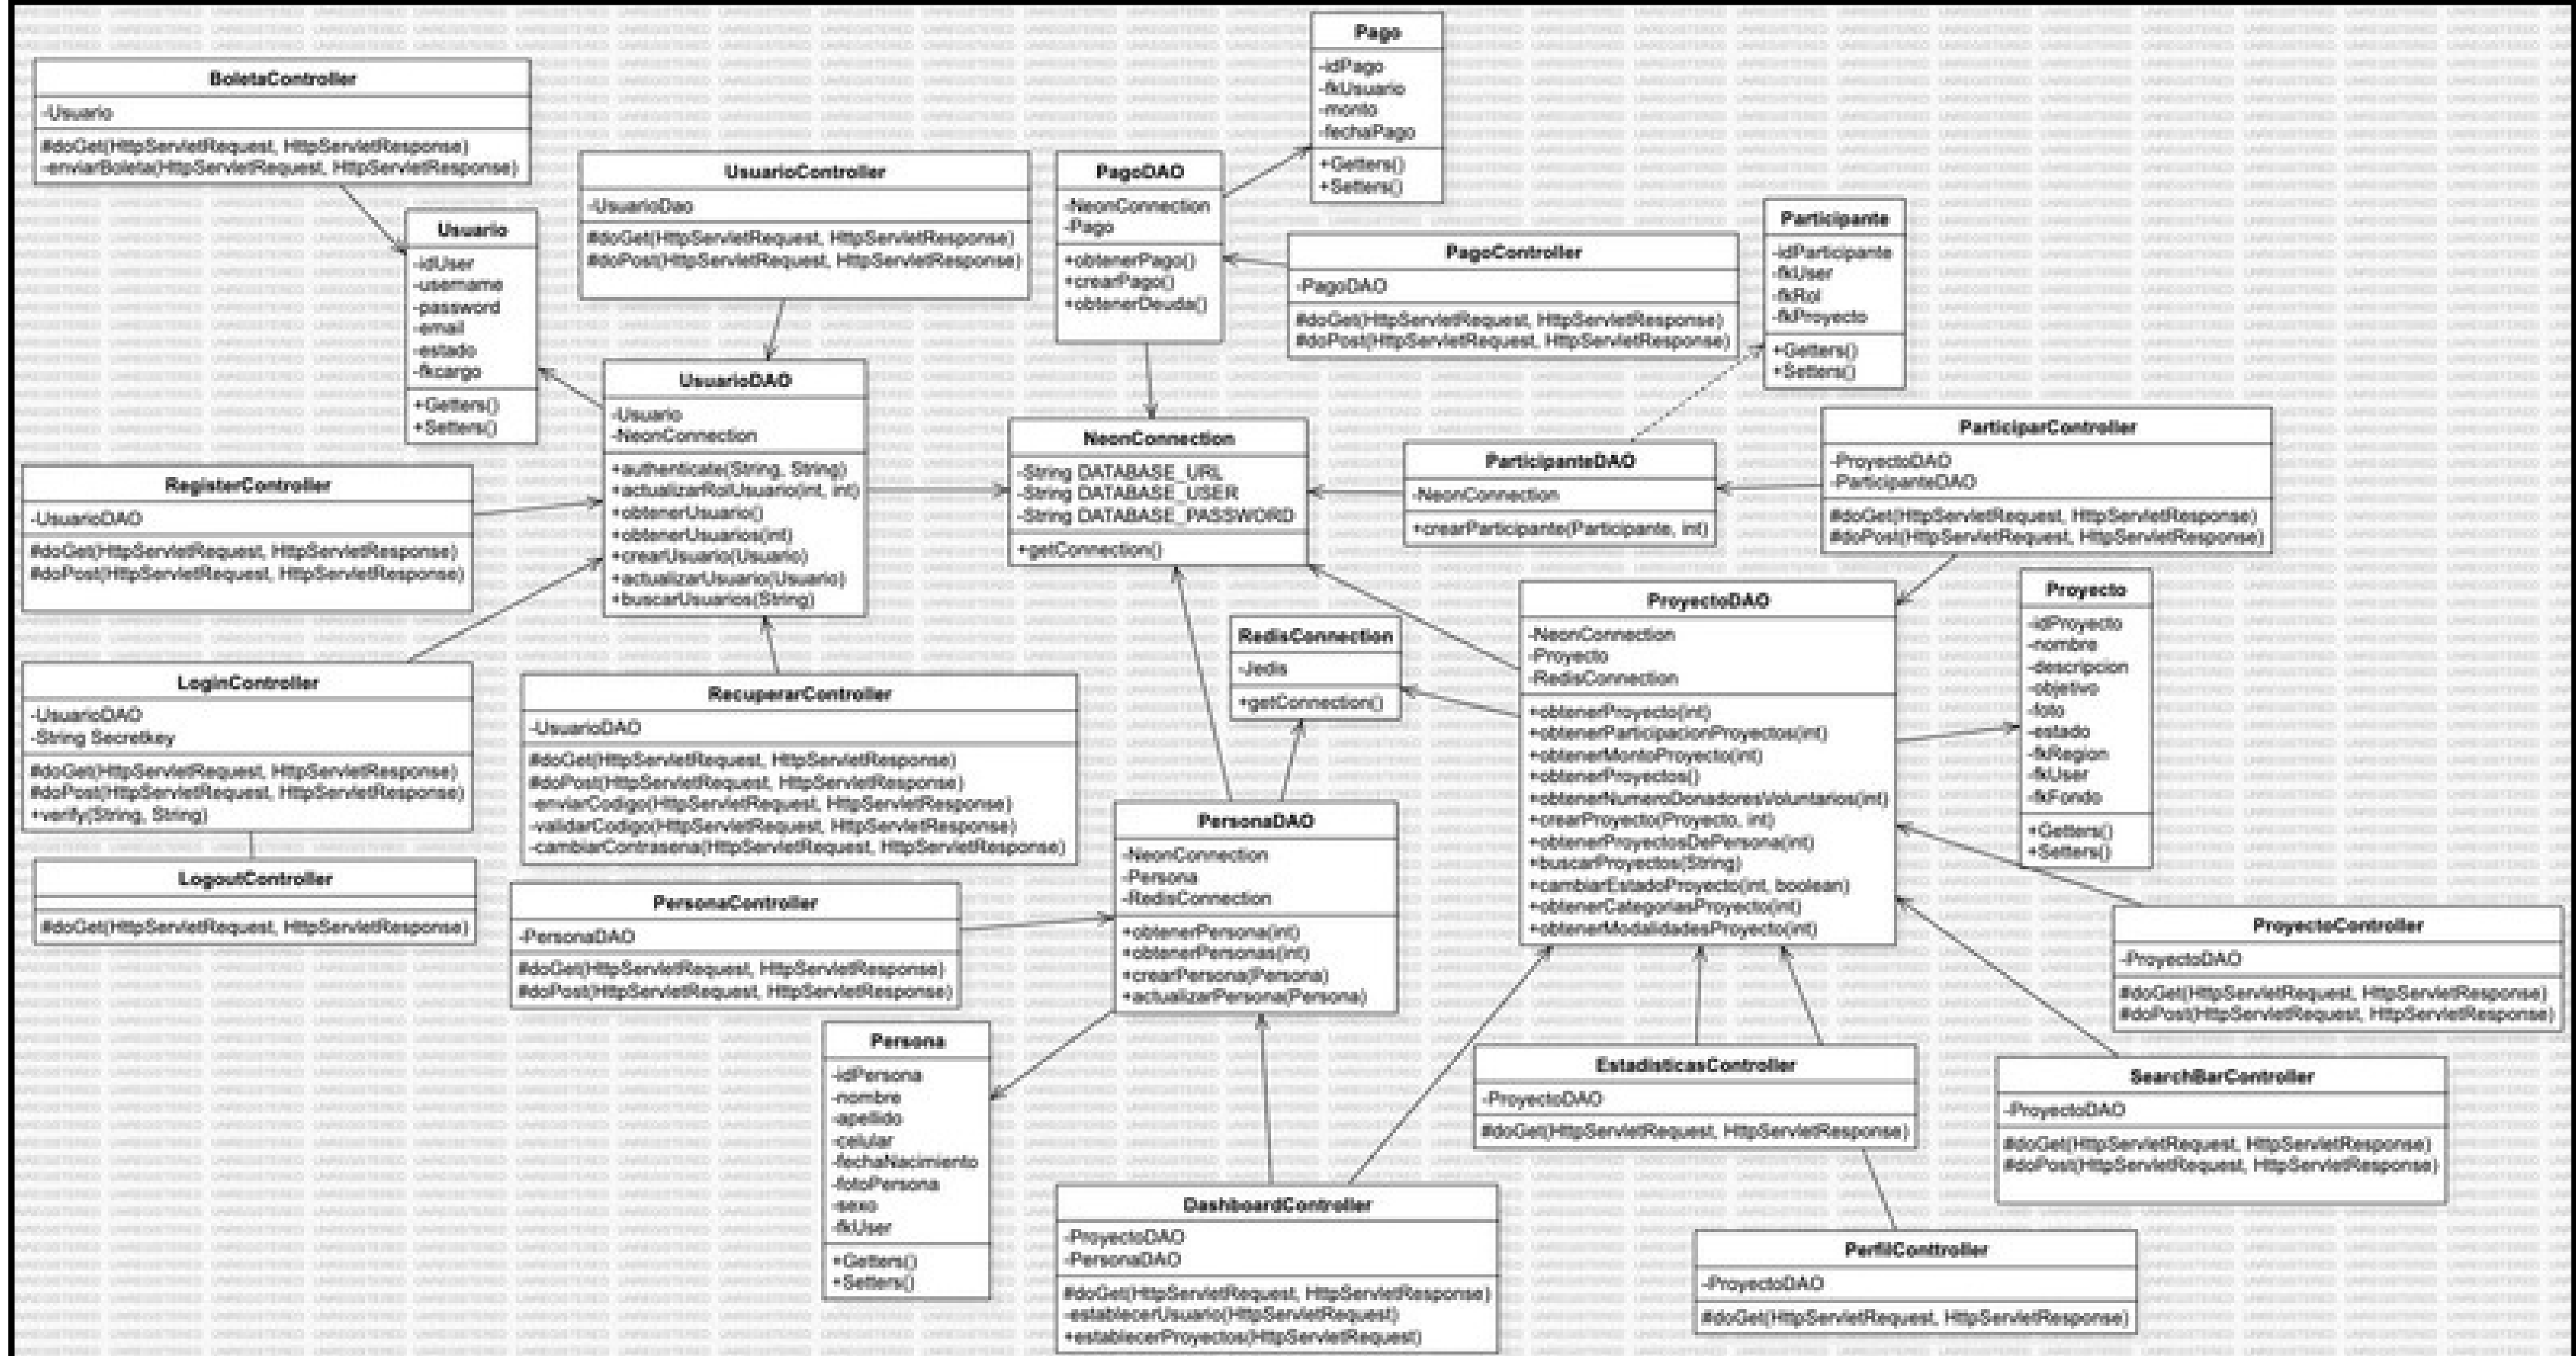 Pago
-idPago
-fkUsuario
-monto
-fechaPago
+Getters()
+Setters()
BoletaController
-Usuario
#doGet(HttpServletRequest, HttpServletResponse)
-enviarBoleta(HttpServletRequest, HttpServletResponse)
UsuarioController
-UsuarioDao
#doGet(HttpServletRequest, HttpServletResponse)
#doPost(HttpServletRequest, HttpServletResponse)
PagoDAO
-NeonConnection
-Pago
+obtenerPago()
+crearPago()
+obtenerDeuda()
Usuario
-idUser
-username
-password
-email
-estado
-fkcargo
+Getters()
+Setters()
PagoController
-PagoDAO
#doGet(HttpServletRequest, HttpServletResponse)
#doPost(HttpServletRequest, HttpServletResponse)
Participante
-idParticipante
-fkUser
-fkRol
-fkProyecto
+Getters()
+Setters()
UsuarioDAO
-Usuario
-NeonConnection
+authenticate(String, String)
+actualizarRolUsuario(int, int)
+obtenerUsuario()
+obtenerUsuarios(int)
+crearUsuario(Usuario)
+actualizarUsuario(Usuario)
+buscarUsuarios(String)
NeonConnection
-String DATABASE_URL
-String DATABASE_USER
-String DATABASE_PASSWORD
+getConnection()
ParticipanteDAO
-NeonConnection
+crearParticipante(Participante, int)
ParticiparController
-ProyectoDAO
-ParticipanteDAO
#doGet(HttpServletRequest, HttpServletResponse)
#doPost(HttpServletRequest, HttpServletResponse)
RegisterController
-UsuarioDAO
#doGet(HttpServletRequest, HttpServletResponse)
#doPost(HttpServletRequest, HttpServletResponse)
RedisConnection
-Jedis
+getConnection()
ProyectoDAO
-NeonConnection
-Proyecto
-RedisConnection
+obtenerProyecto(int)
+obtenerParticipacionProyectos(int)
+obtenerMontoProyecto(int)
+obtenerProyectos()
+obtenerNumeroDonadoresVoluntarios(int)
+crearProyecto(Proyecto, int)
+obtenerProyectosDePersona(int)
+buscarProyectos(String)
+cambiarEstadoProyecto(int, boolean)
+obtenerCategoriasProyecto(int)
+obtenerModalidadesProyecto(int)
Proyecto
-idProyecto
-nombre
-descripcion
-objetivo
-foto
-estado
-fkRegion
-fkUser
-fkFondo
+Getters()
+Setters()
LoginController
-UsuarioDAO
-String Secretkey
#doGet(HttpServletRequest, HttpServletResponse)
#doPost(HttpServletRequest, HttpServletResponse)
+verify(String, String)
RecuperarController
-UsuarioDAO
#doGet(HttpServletRequest, HttpServletResponse)
#doPost(HttpServletRequest, HttpServletResponse)
-enviarCodigo(HttpServletRequest, HttpServletResponse)
-validarCodigo(HttpServletRequest, HttpServletResponse)
-cambiarContrasena(HttpServletRequest, HttpServletResponse)
LogoutController
#doGet(HttpServletRequest, HttpServletResponse)
PersonaController
-PersonaDAO
#doGet(HttpServletRequest, HttpServletResponse)
#doPost(HttpServletRequest, HttpServletResponse)
PersonaDAO
-NeonConnection
-Persona
-RedisConnection
+obtenerPersona(int)
+obtenerPersonas(int)
+crearPersona(Persona)
+actualizarPersona(Persona)
ProyectoController
-ProyectoDAO
#doGet(HttpServletRequest, HttpServletResponse)
#doPost(HttpServletRequest, HttpServletResponse)
Persona
-idPersona
-nombre
-apellido
-celular
-fechaNacimiento
-fotoPersona
-sexo
-fkUser
+Getters()
+Setters()
EstadisticasController
-ProyectoDAO
#doGet(HttpServletRequest, HttpServletResponse)
SearchBarController
-ProyectoDAO
#doGet(HttpServletRequest, HttpServletResponse)
#doPost(HttpServletRequest, HttpServletResponse)
DashboardController
-ProyectoDAO
-PersonaDAO
#doGet(HttpServletRequest, HttpServletResponse)
-establecerUsuario(HttpServletRequest)
+establecerProyectos(HttpServletRequest)
PerfilConttroller
-ProyectoDAO
#doGet(HttpServletRequest, HttpServletResponse)